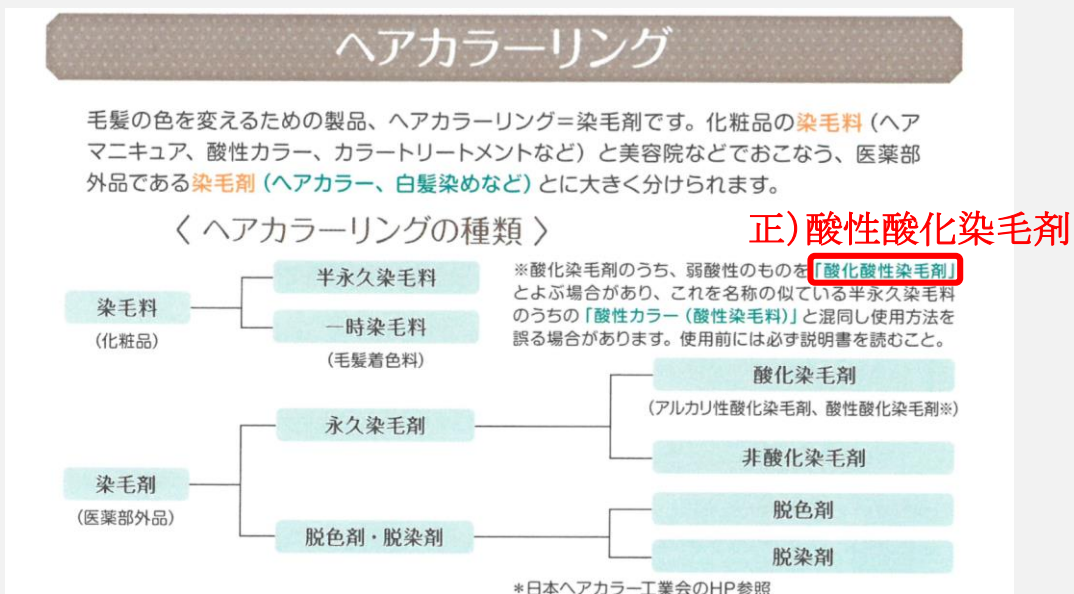 ヘアカラーリング
毛髪の色を変えるための製品、ヘアカラーリング＝染毛剤です。化粧品の染毛料（ヘア
マニキュア、酸性カラー、カラートリートメントなど）と美容院などでおこなう、医薬部
外品である染毛剤（ヘアカラー、白髪染めなど）とに大きく分けられます。
〈 ヘアカラーリングの種類 〉
正）酸性酸化染毛剤
※酸化染毛剤のうち、弱酸性のものを「酸化酸性染毛剤」
とよぶ場合があり、これを名称の似ている半永久染毛料
のうちの「酸性カラー（酸性染毛料）」と混同し使用方法を
誤る場合があります。使用前には必ず説明書を読むこと。
染毛料
（化粧品）
半永久染毛料
一時染毛料
（毛髪着色料）
染毛剤
（医薬部外品）
永久染毛剤
酸化染毛剤
（アルカリ性酸化染毛剤、酸性酸化染毛剤※）
非酸化染毛剤
脱色剤・脱染剤
脱色剤
脱染剤
＊日本ヘアカラー工業会のHP参照